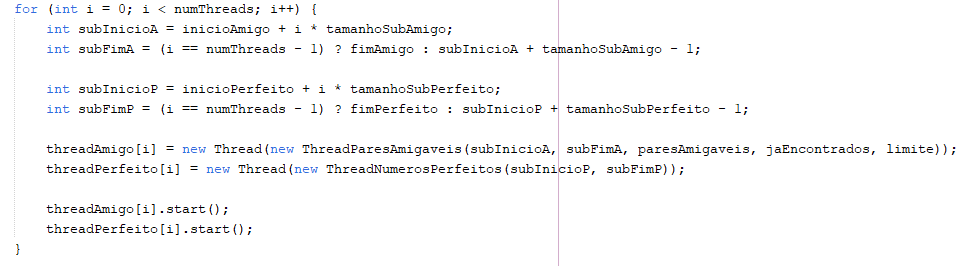 for (int i = 0; i < numThreads; i++) {
    int subInicioA = inicioAmigo + i * tamanhoSubAmigo;
    int subFimA = (i == numThreads - 1) ? fimAmigo : subInicioA + tamanhoSubAmigo - 1;

    int subInicioP = inicioPerfeito + i * tamanhoSubPerfeito;
    int subFimP = (i == numThreads - 1) ? fimPerfeito : subInicioP + tamanhoSubPerfeito - 1;

    threadAmigo[i] = new Thread(new ThreadParesAmigaveis(subInicioA, subFimA, paresAmigaveis, jaEncontrados, limite));
    threadPerfeito[i] = new Thread(new ThreadNumerosPerfeitos(subInicioP, subFimP));

    threadAmigo[i].start();
    threadPerfeito[i].start();
}